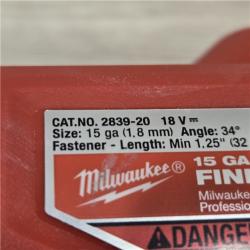 CAT.NO. 2839-20 18 V ⎓
Size: 15 ga (1,8 mm) Angle: 34°
Fastener - Length: Min 1.25" (32
Milwaukee®
15 GA
FINI
Milwaukee
Professio
DANGE